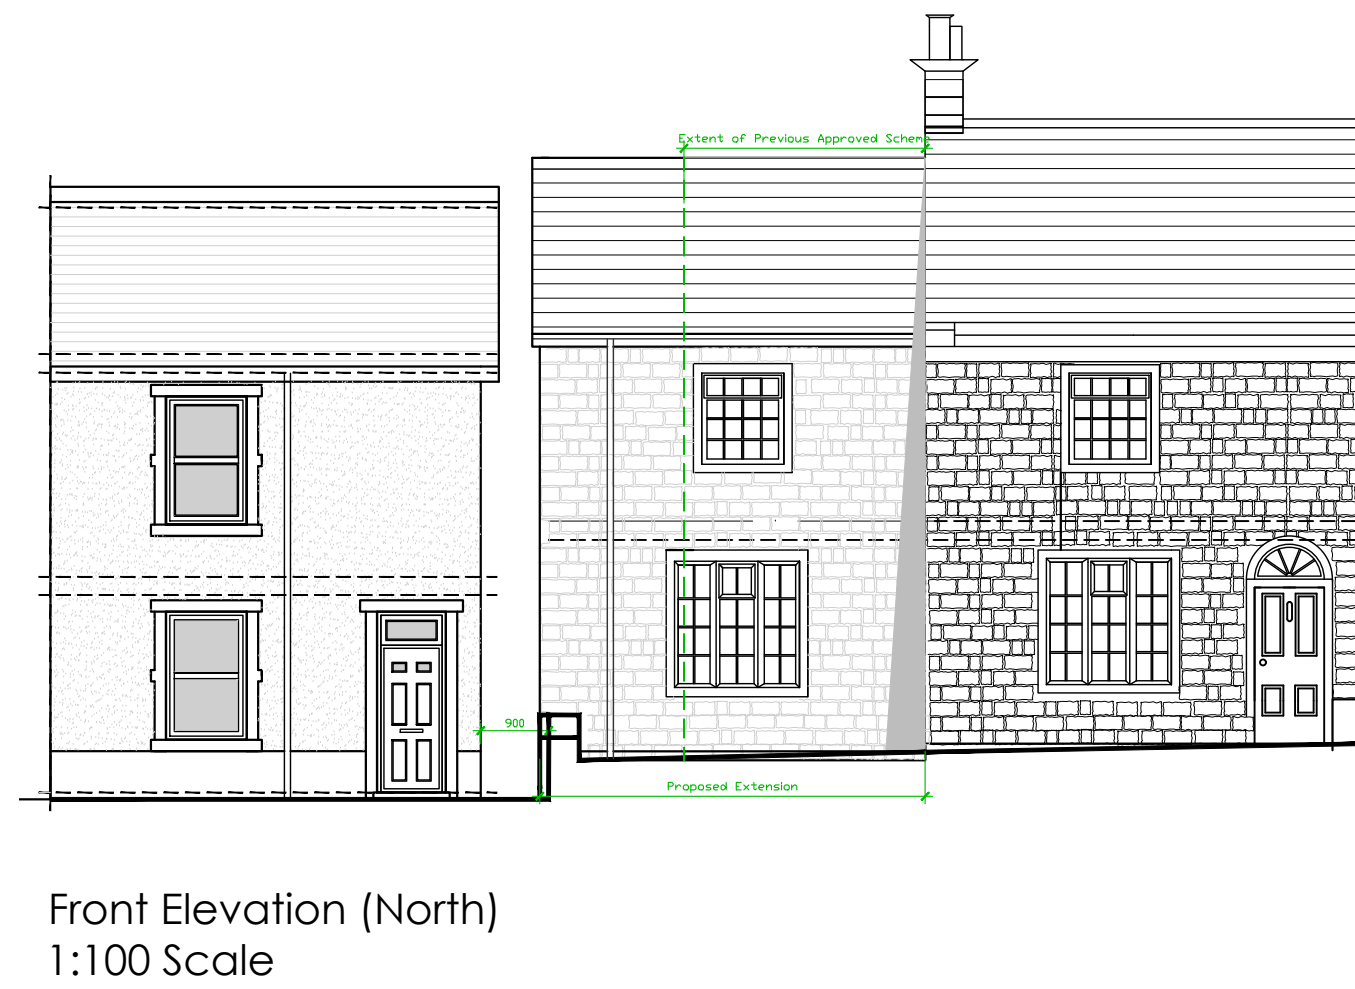 Extent of Previous Approved Scheme
900
Proposed Extension
Front Elevation (North)
1:100 Scale